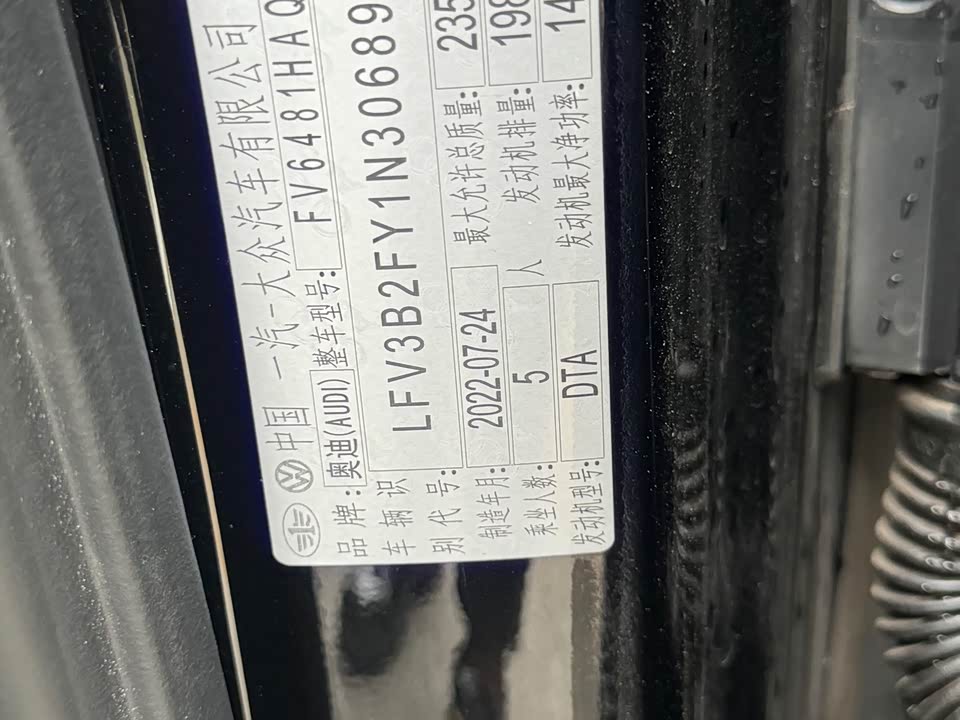 中国 一汽-大众汽车有限公司
品牌: 奥迪(AUDI) 整车型号: FV6481HAQ
车辆识别代号: LFV3B2FY1N30689
制造年月: 2022-07-24 最大允许总质量: 235
乘坐人数: 5 人 发动机排量: 198
发动机型号: DTA 发动机最大净功率: 14